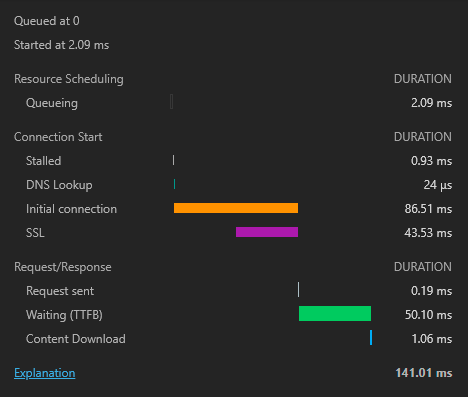 Queued at 0
Started at 2.09 ms
Resource Scheduling DURATION
Queueing 2.09 ms
Connection Start DURATION
Stalled 0.93 ms
DNS Lookup 24 μs
Initial connection 86.51 ms
SSL 43.53 ms
Request/Response DURATION
Request sent 0.19 ms
Waiting (TTFB) 50.10 ms
Content Download 1.06 ms
Explanation 141.01 ms